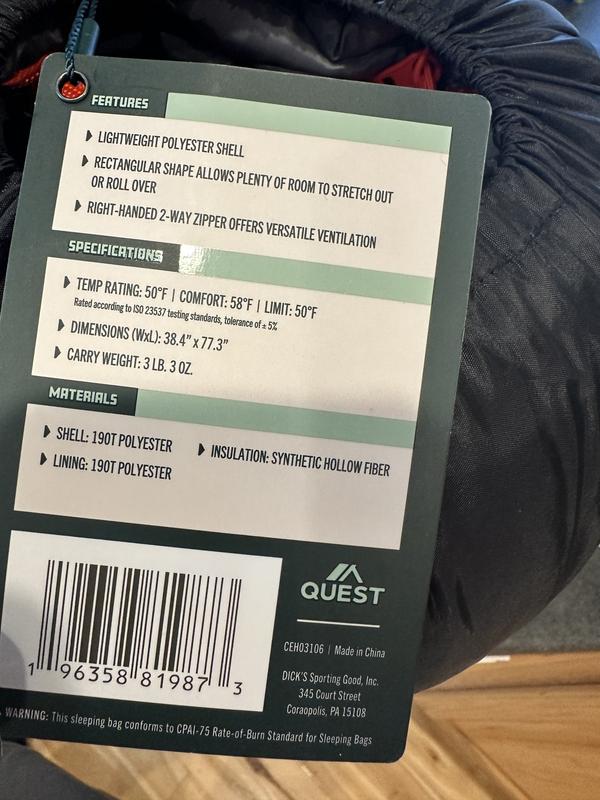 FEATURES
LIGHTWEIGHT POLYESTER SHELL
RECTANGULAR SHAPE ALLOWS PLENTY OF ROOM TO STRETCH OUT
OR ROLL OVER
RIGHT-HANDED 2-WAY ZIPPER OFFERS VERSATILE VENTILATION
SPECIFICATIONS
TEMP RATING: 50°F | COMFORT: 58°F | LIMIT: 50°F
Rated according to ISO 23537 testing standards, tolerance of ± 5%
DIMENSIONS (WxL): 38.4" x 77.3"
CARRY WEIGHT: 3 LB. 3 OZ.
MATERIALS
SHELL: 190T POLYESTER
LINING: 190T POLYESTER
INSULATION: SYNTHETIC HOLLOW FIBER
1 96358 81987 3
QUEST
CEH03106 | Made in China
DICK'S Sporting Good, Inc.
345 Court Street
Coraopolis, PA 15108
WARNING: This sleeping bag conforms to CPAI-75 Rate-of-Burn Standard for Sleeping Bags